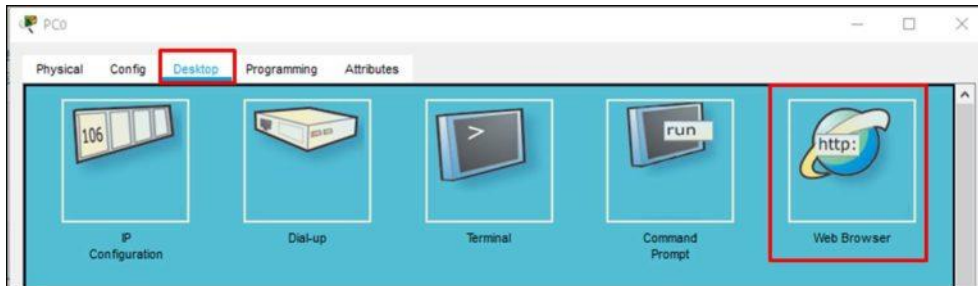 PC0
Physical Config Desktop Programming Attributes
106
>
run
http:
IP
Configuration
Dial-up
Terminal
Command
Prompt
Web Browser